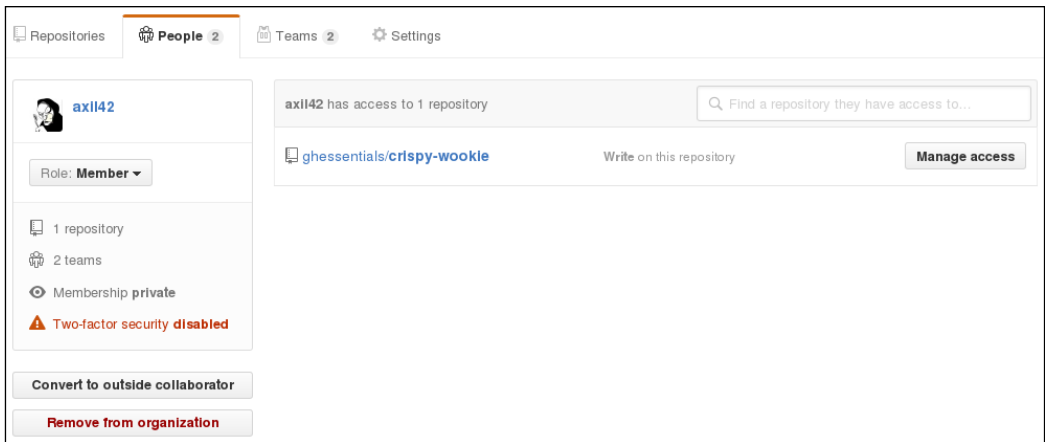 Repositories People 2 Teams 2 Settings
axil42
Role: Member
1 repository
2 teams
Membership private
Two-factor security disabled
Convert to outside collaborator
Remove from organization
axil42 has access to 1 repository
Find a repository they have access to...
ghessentials/crispy-wookie Write on this repository Manage access